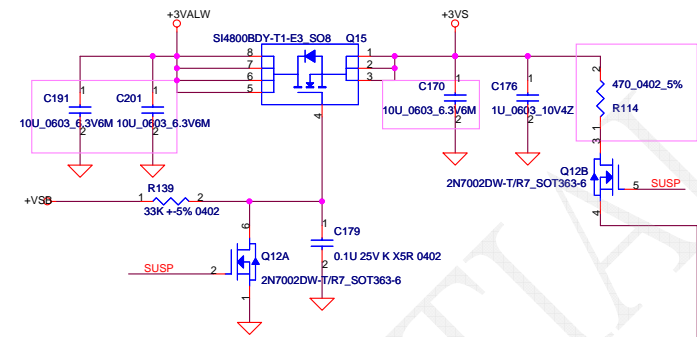 +3VALW
+3VS
SI4800BDY-T1-E3_SO8 Q15
8
7
6
5
1
2
3
4
C191
1
2
10U_0603_6.3V6M
C201
1
2
10U_0603_6.3V6M
C170
1
2
10U_0603_6.3V6M
C176
1
2
1U_0603_10V4Z
2
470_0402_5%
R114
1
3
Q12B
2N7002DW-T/R7_SOT363-6
5
SUSP
4
+VSB
R139
1
2
33K +-5% 0402
6
Q12A
SUSP
2
2N7002DW-T/R7_SOT363-6
1
C179
1
2
0.1U 25V K X5R 0402